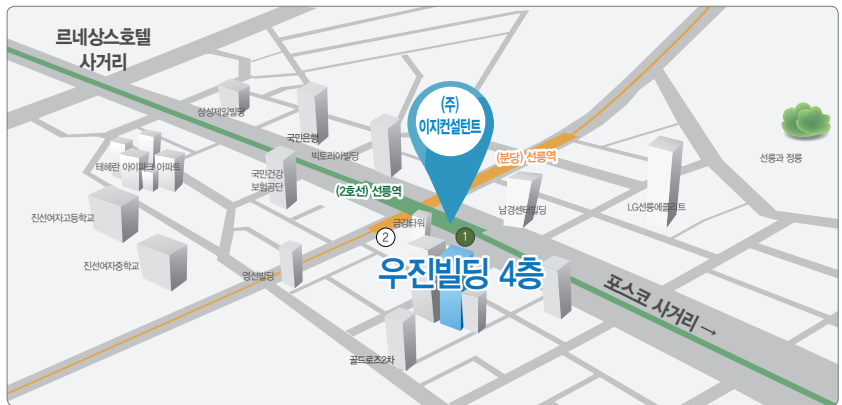 르네상스호텔
사거리
삼성제일빌딩
국민은행
빅토리아빌딩
(주)
이지컨설턴트
(분당) 선릉역
선릉과 정릉
테헤란 아이파크 아파트
국민건강
보험공단
(2호선) 선릉역
남경센터빌딩
LG선릉에클라트
진선여자고등학교
금강타워
2
1
진선여자중학교
명선빌딩
우진빌딩 4층
포스코 사거리 →
골드로즈2차